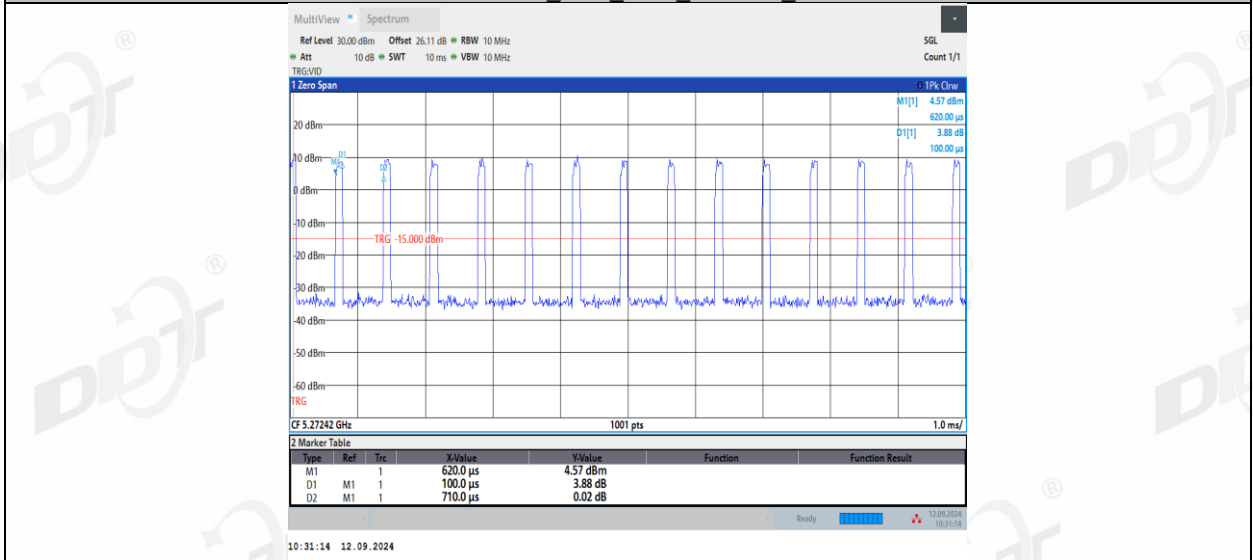 MultiView Spectrum
Ref Level 30.00 dBm Offset 26.11 dB RBW 10 MHz SGL
Att 10 dB SWT 10 ms VBW 10 MHz Count 1/1
TRG:VID
1 Zero Span 1Pk Clrw
M1[1] 4.57 dBm
620.00 µs
20 dBm
D1[1] 3.88 dB
100.00 µs
10 dBm
M1 D1
D2
0 dBm
-10 dBm
TRG -15.000 dBm
-20 dBm
-30 dBm
-40 dBm
-50 dBm
-60 dBm
TRG
CF 5.27242 GHz 1001 pts 1.0 ms/
2 Marker Table
Type Ref Trc X-Value Y-Value Function Function Result
M1 1 620.0 µs 4.57 dBm
D1 M1 1 100.0 µs 3.88 dB
D2 M1 1 710.0 µs 0.02 dB
Ready 12.09.2024
10:31:14
10:31:14 12.09.2024
DDT ®
DDT ®
DDT ®